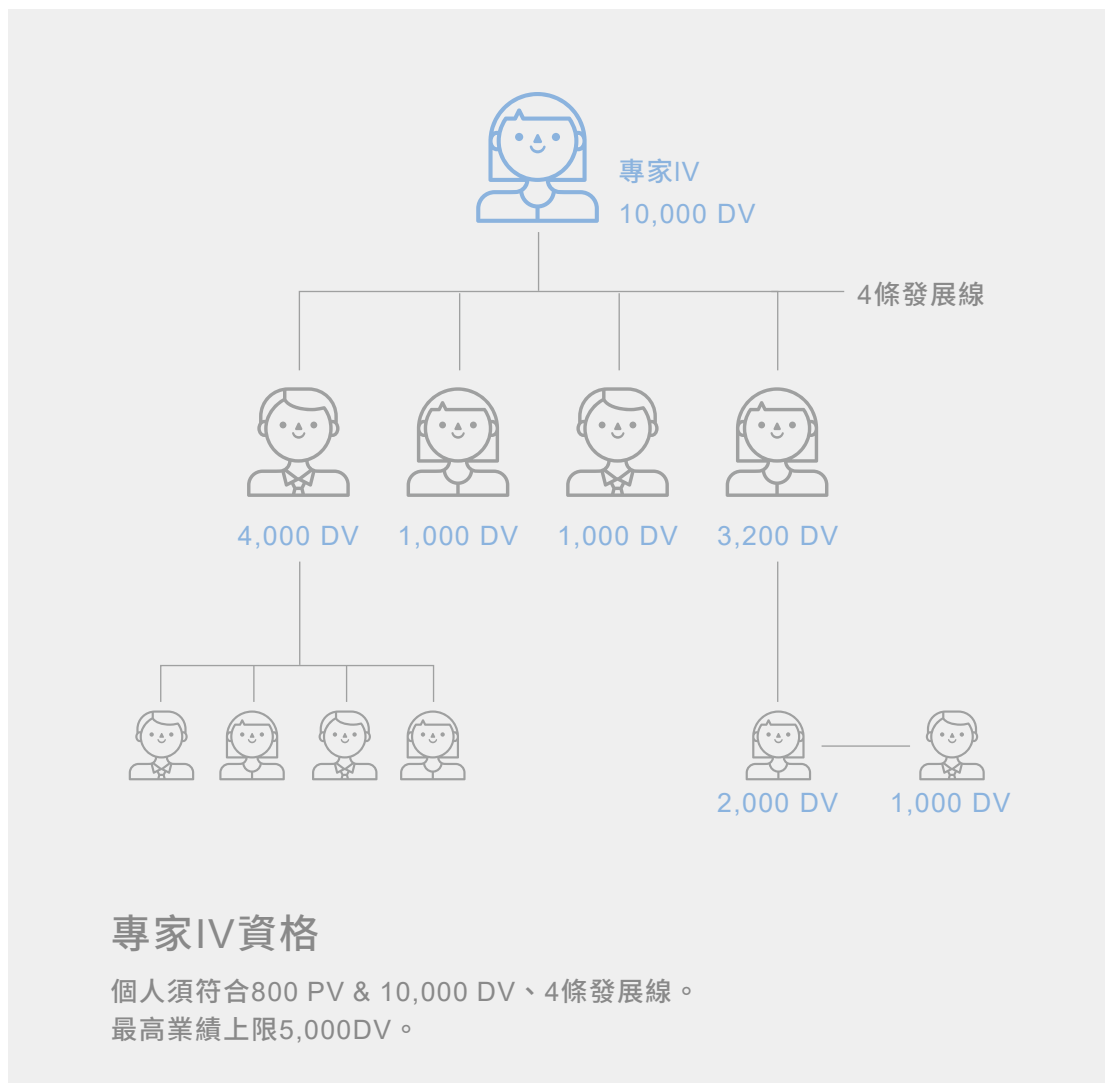 專家IV
10,000 DV
4條發展線
4,000 DV
1,000 DV
1,000 DV
3,200 DV
2,000 DV
1,000 DV
專家IV資格
個人須符合800 PV & 10,000 DV、4條發展線。
最高業績上限5,000DV。